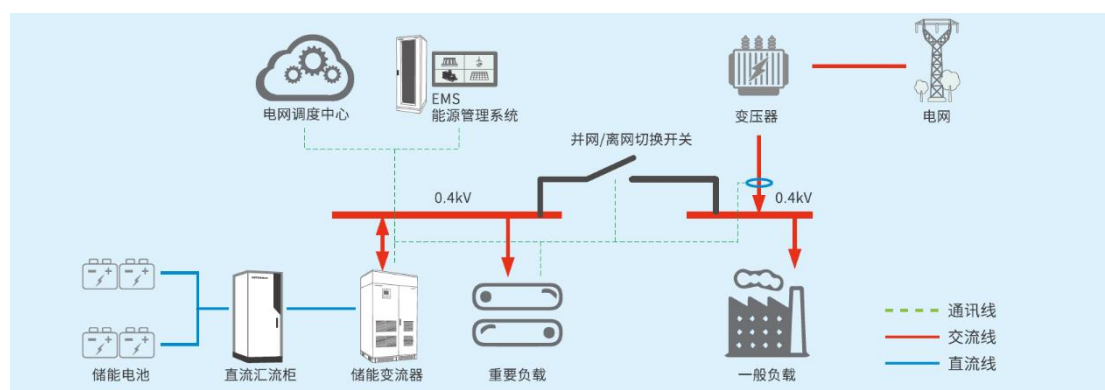 电网调度中心
EMS
能源管理系统
变压器
电网
并网/离网切换开关
0.4kV
0.4kV
储能电池
直流汇流柜
储能变流器
重要负载
一般负载
通讯线
交流线
直流线